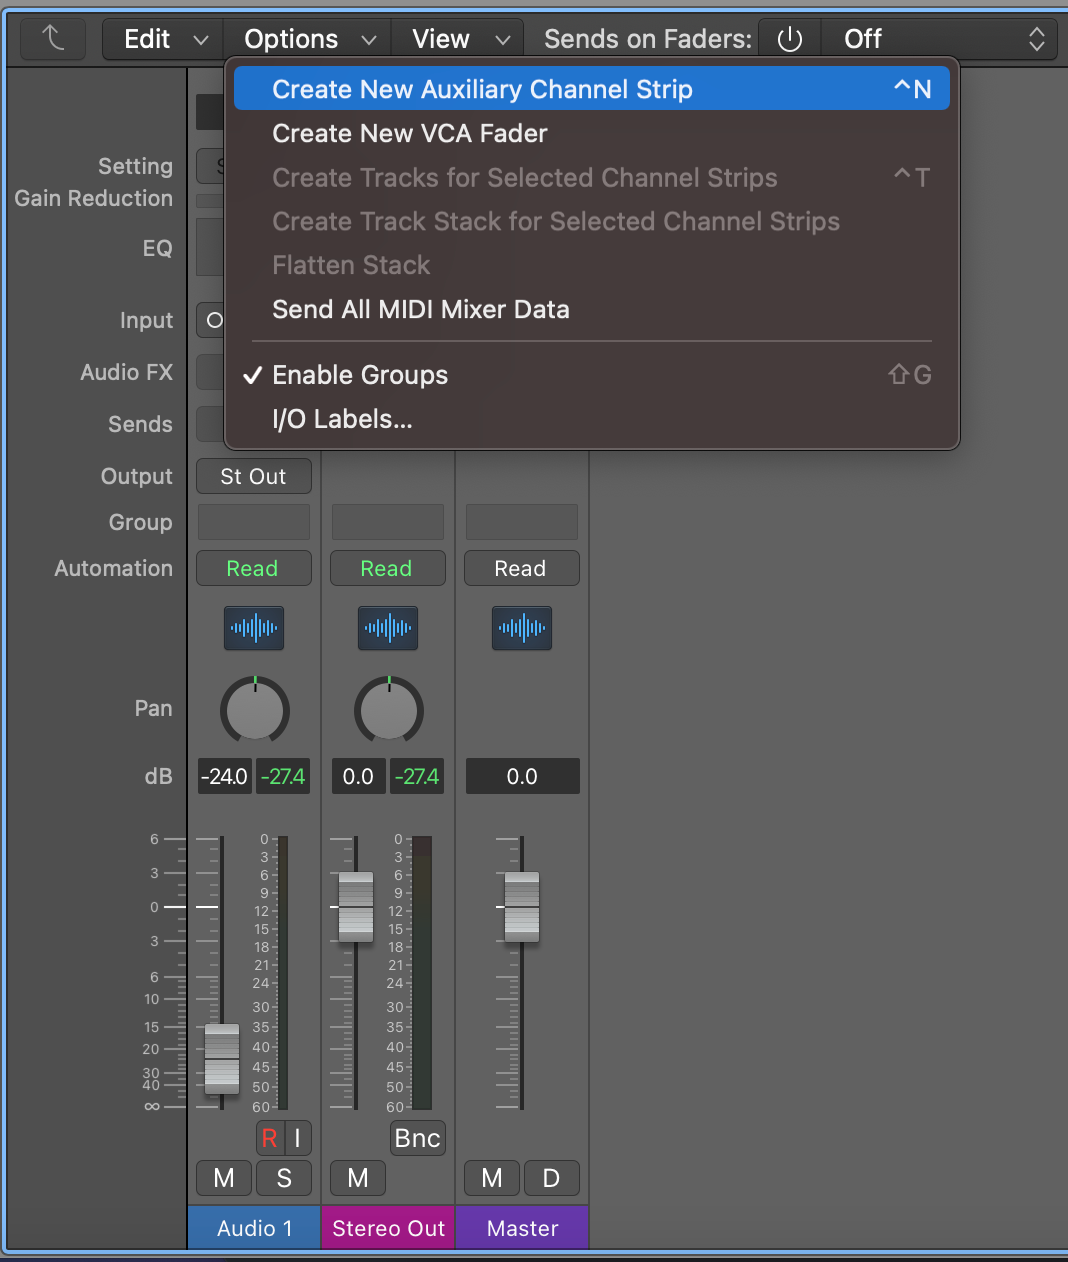 Edit Options View Sends on Faders: Off
Create New Auxiliary Channel Strip ^N
Create New VCA Fader
Create Tracks for Selected Channel Strips ^T
Create Track Stack for Selected Channel Strips
Flatten Stack
Send All MIDI Mixer Data
✓ Enable Groups ⇧G
I/O Labels...
Setting
Gain Reduction
EQ
Input
Audio FX
Sends
Output St Out
Group
Automation Read Read Read
Pan
dB -24.0 -27.4 0.0 -27.4 0.0
6 0 0
3 3
3 6 6
9 9
0 12 12
15 15
3 18 18
21 21
6 24 24
10 30 30
15 35 35
20 40 40
30 45 45
40 50 50
∞ 60 60
R I Bnc
M S M M D
Audio 1 Stereo Out Master